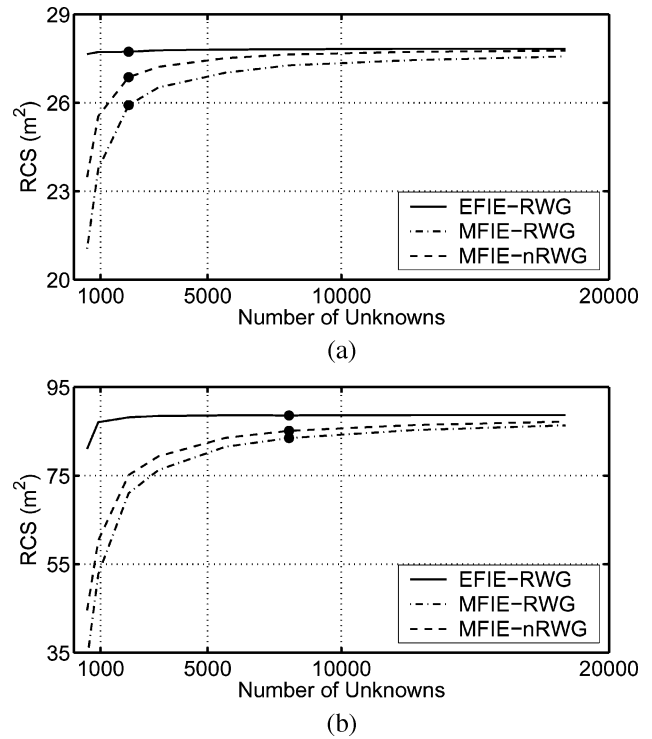 29
26
23
20
RCS (m²)
EFIE−RWG
MFIE−RWG
MFIE−nRWG
1000 5000 10000 20000
Number of Unknowns
(a)
95
75
55
35
RCS (m²)
EFIE−RWG
MFIE−RWG
MFIE−nRWG
1000 5000 10000 20000
Number of Unknowns
(b)